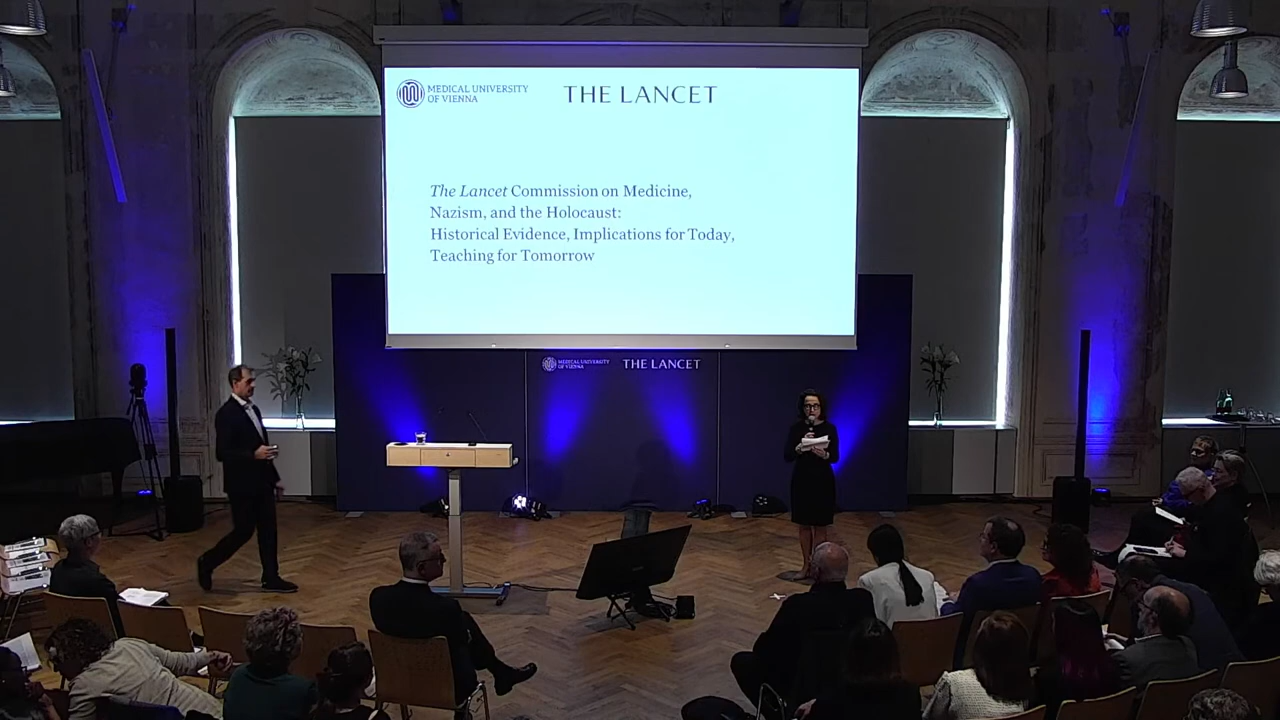 MEDICAL UNIVERSITY
OF VIENNA
THE LANCET
The Lancet Commission on Medicine,
Nazism, and the Holocaust:
Historical Evidence, Implications for Today,
Teaching for Tomorrow
MEDICAL UNIVERSITY
OF VIENNA
THE LANCET